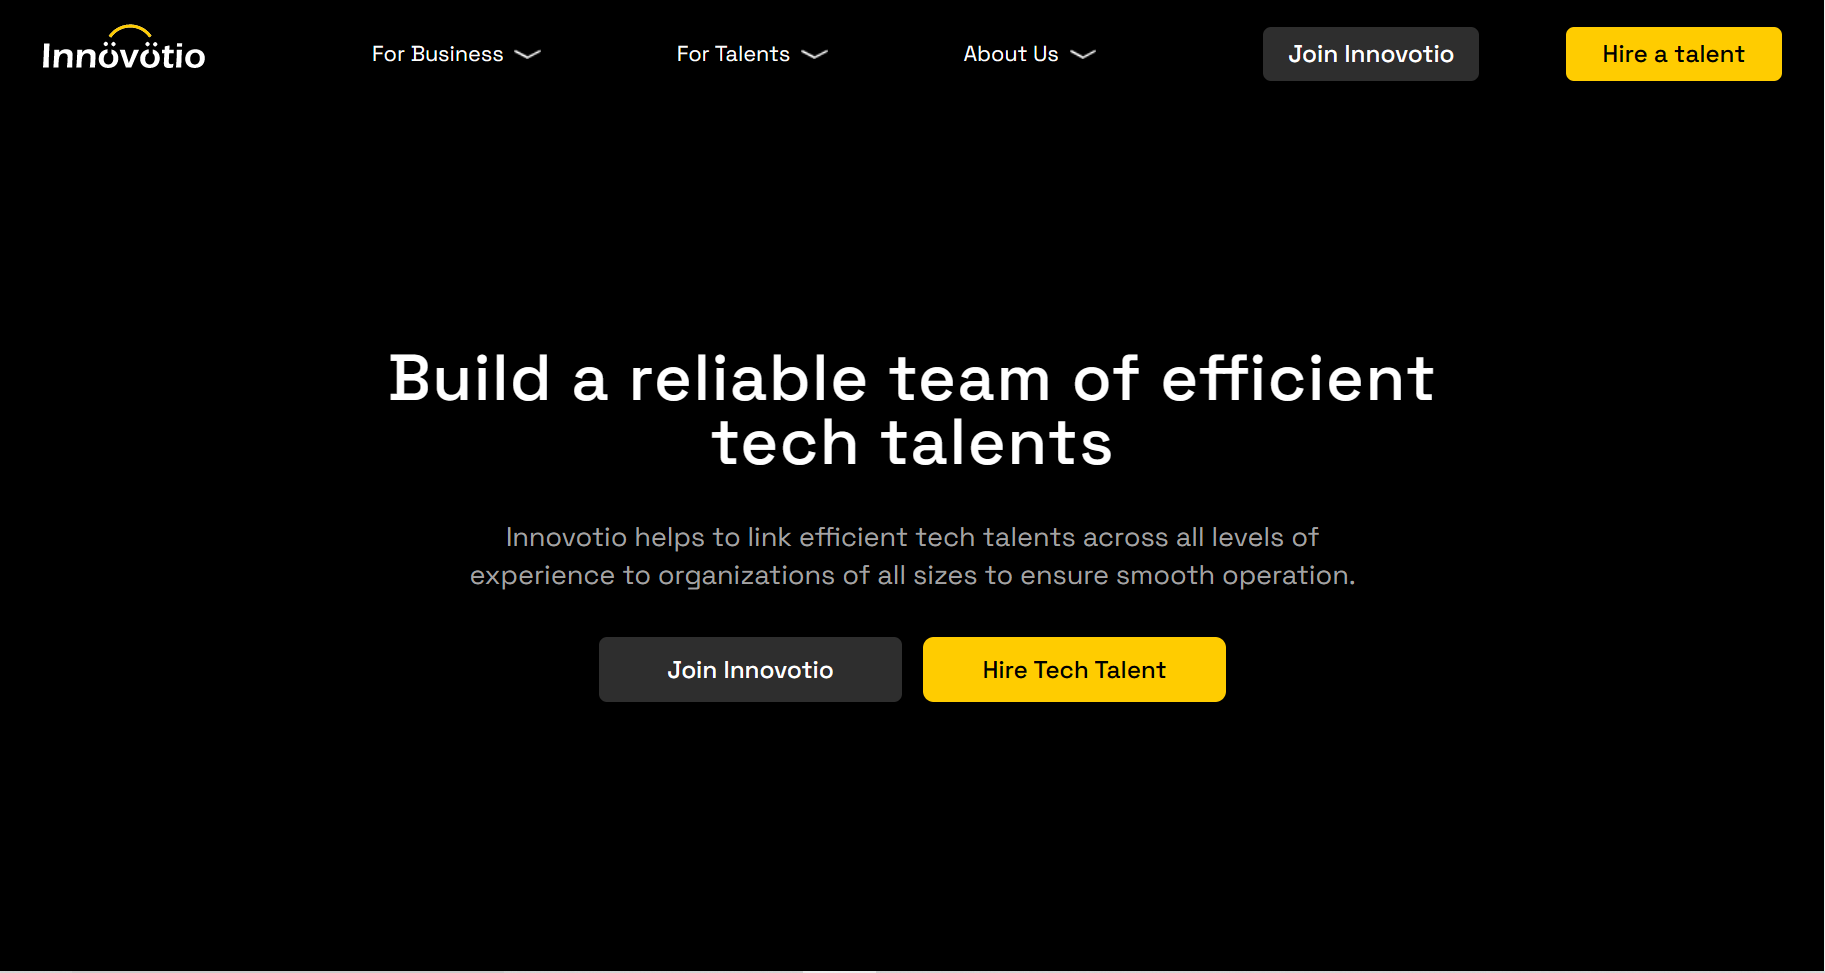 Innövötio
For Business
For Talents
About Us
Join Innovotio
Hire a talent
Build a reliable team of efficient
tech talents
Innovotio helps to link efficient tech talents across all levels of
experience to organizations of all sizes to ensure smooth operation.
Join Innovotio
Hire Tech Talent